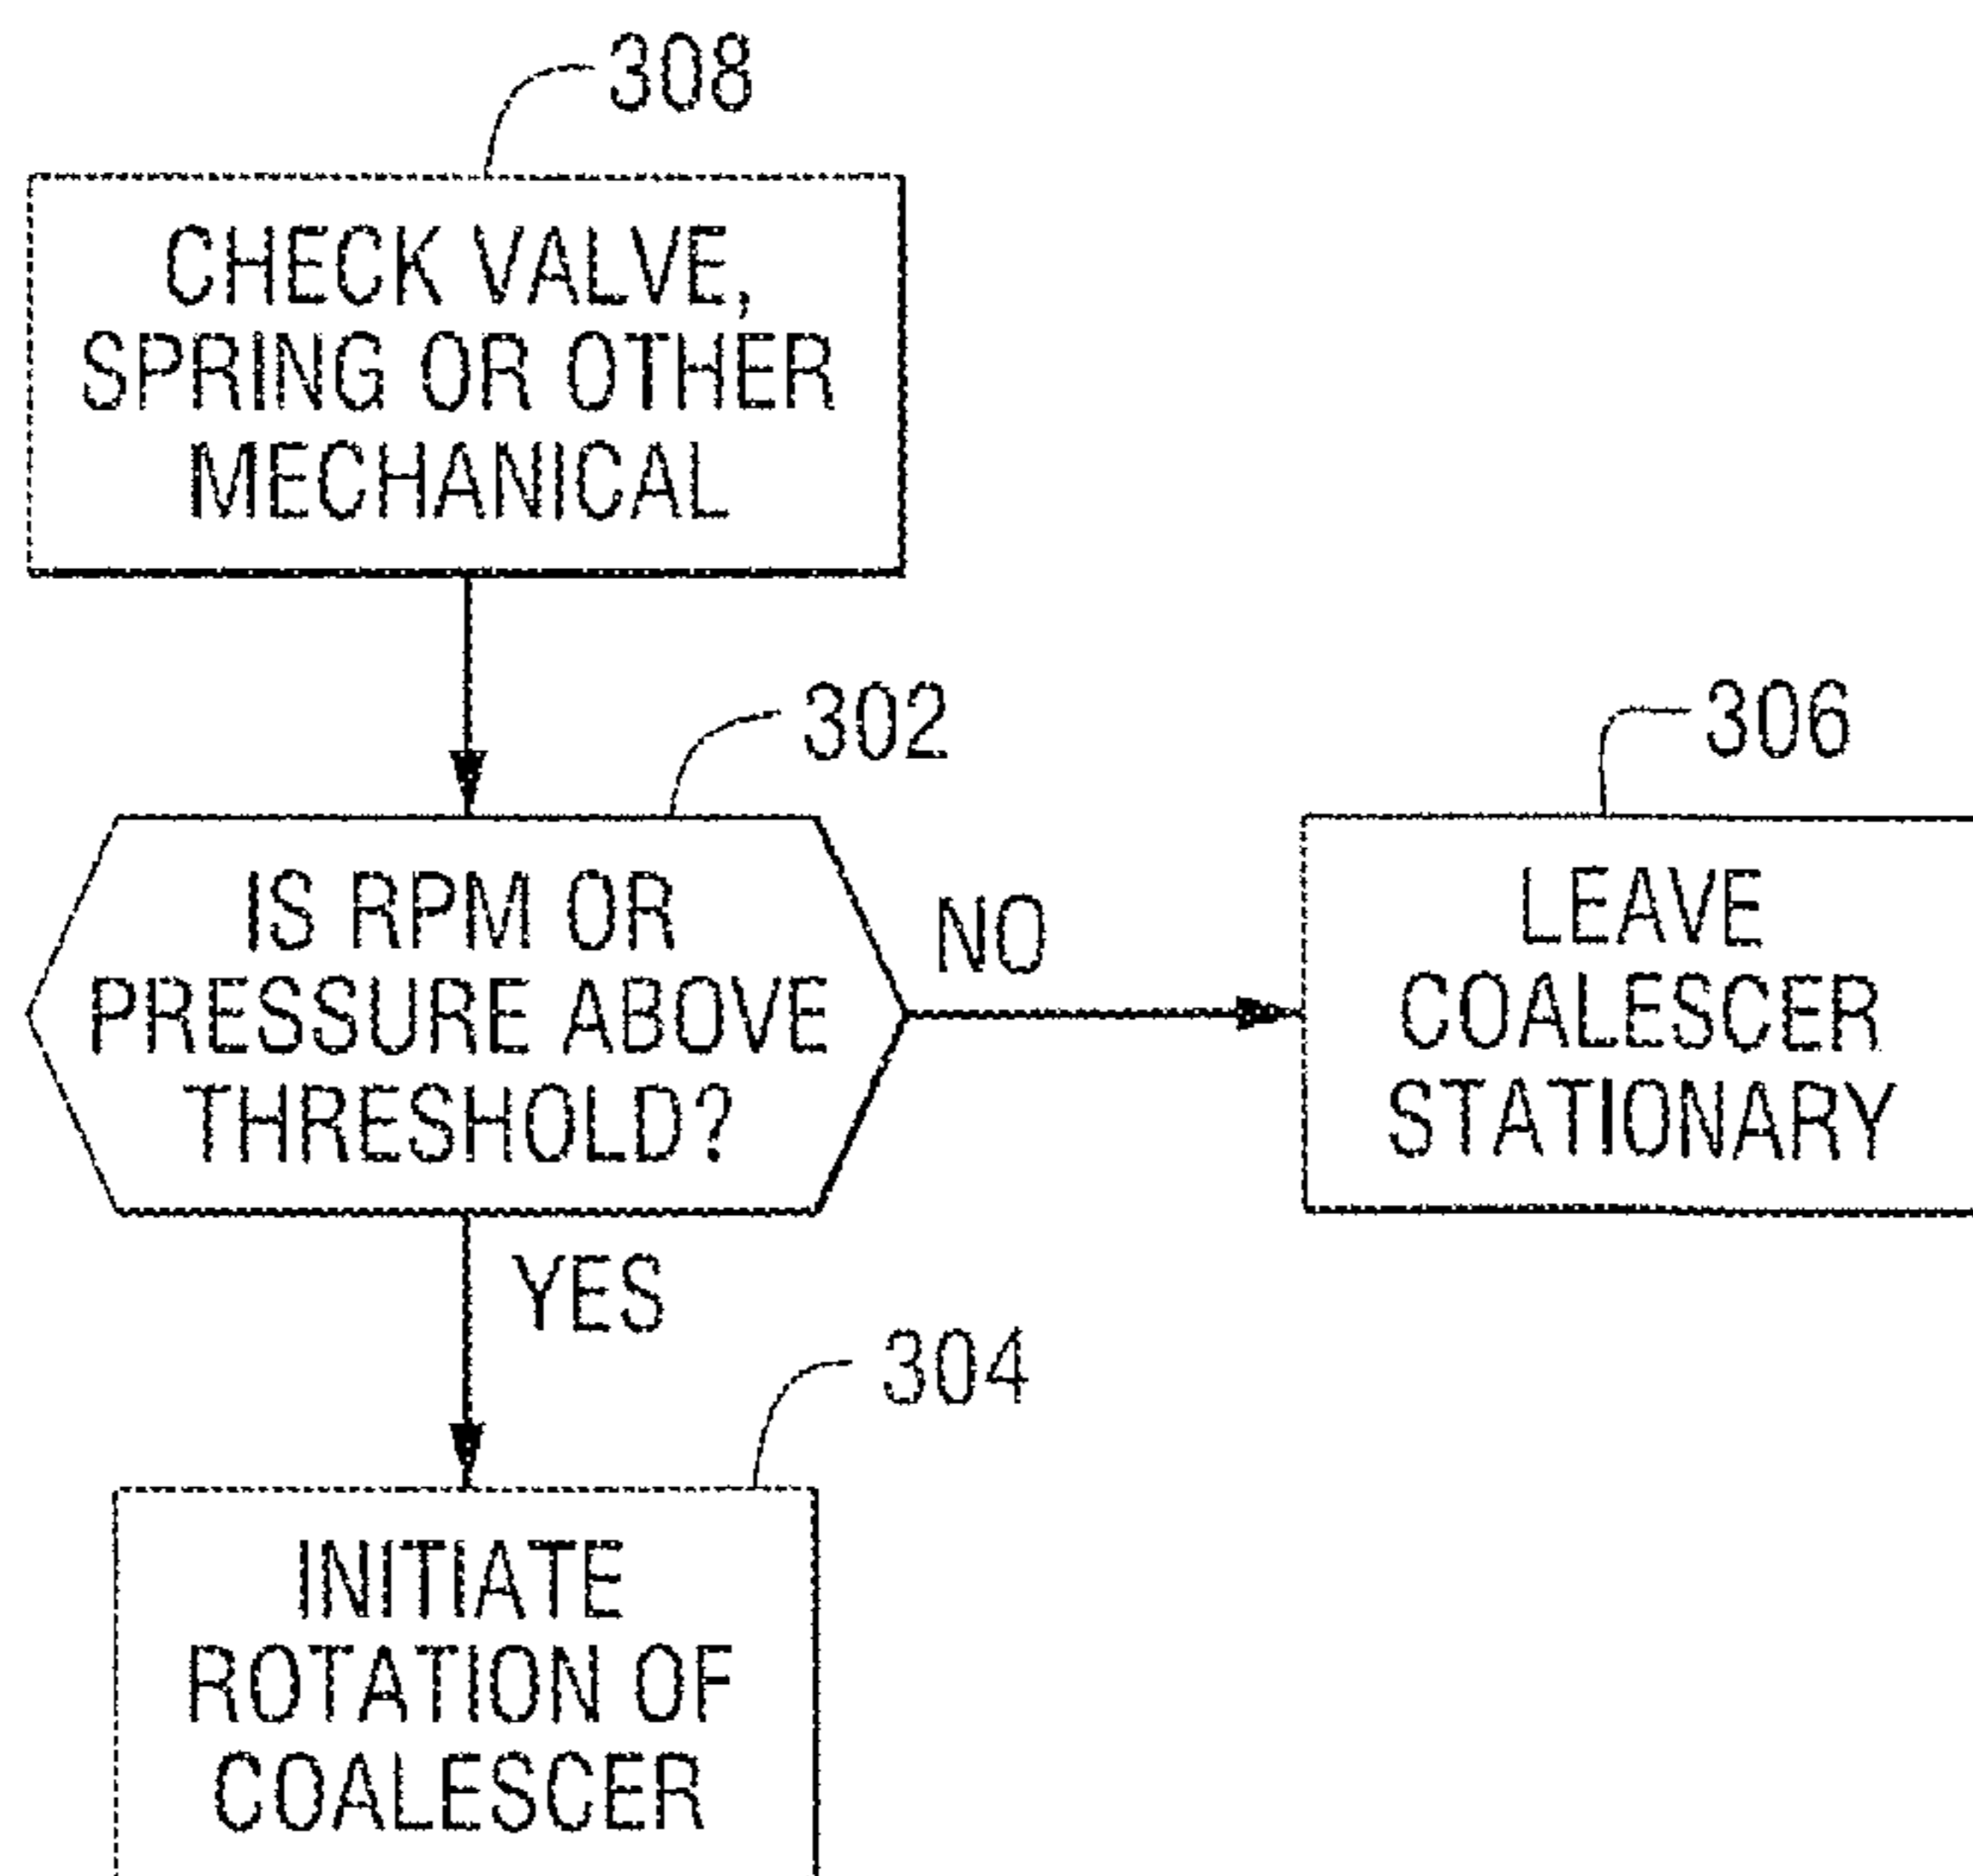 308
CHECK VALVE,
SPRING OR OTHER
MECHANICAL
302
IS RPM OR
PRESSURE ABOVE
THRESHOLD?
NO
306
LEAVE
COALESCER
STATIONARY
YES
304
INITIATE
ROTATION OF
COALESCER